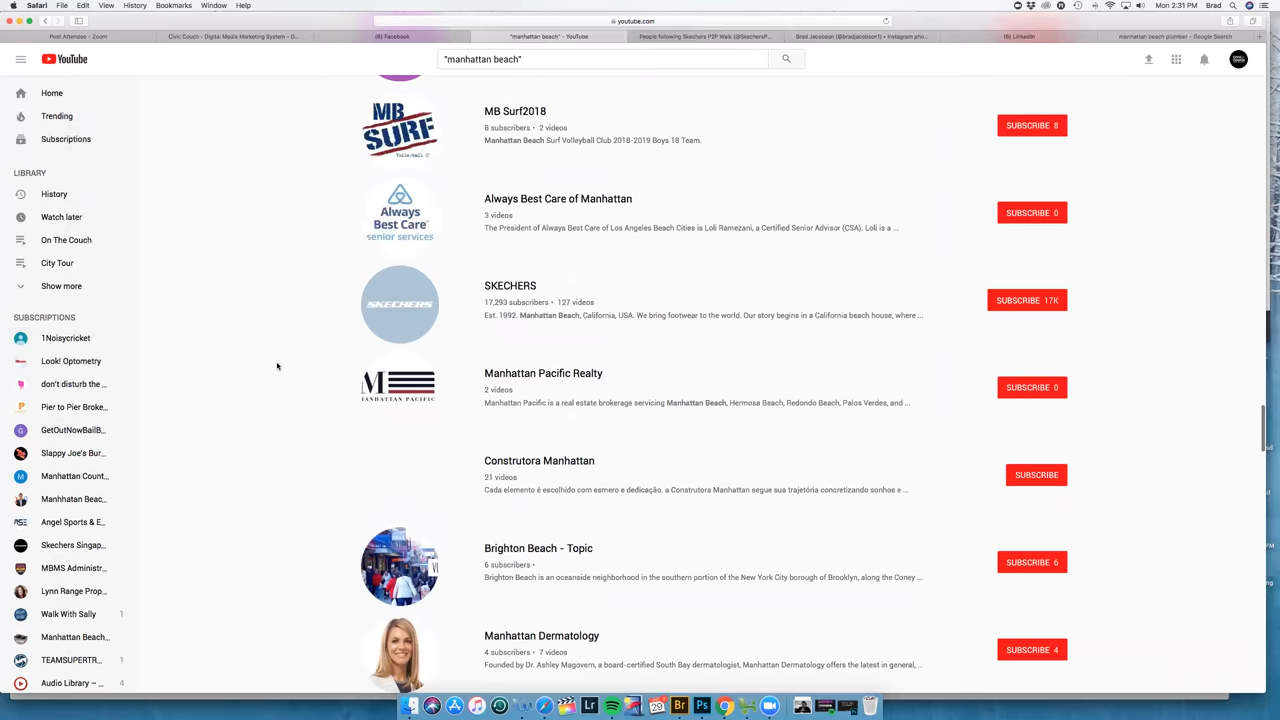 Safari File Edit View History Bookmarks Window Help
Mon 2:31 PM Brad
youtube.com
Post Attendee - Zoom
Civic Couch - Digital Media Marketing System - G...
(6) Facebook
"manhattan beach" - YouTube
People following Skechers P2P Walk (@SkechersP...
Brad Jacobson (@bradjacobson1) • Instagram pho...
(6) LinkedIn
manhattan beach plumber - Google Search
YouTube
"manhattan beach"
Home
Trending
Subscriptions
LIBRARY
History
Watch later
On The Couch
City Tour
Show more
SUBSCRIPTIONS
1Noisycricket
Look! Optometry
don't disturb the ...
Pier to Pier Broke...
GetOutNowBailB...
Slappy Joe's Bur...
Manhattan Count...
Manhhatan Beac...
Angel Sports & E...
Skechers Singap...
MBMS Administr...
Lynn Range Prop...
Walk With Sally 1
Manhattan Beach...
TEAMSUPERTR... 1
Audio Library -... 4
MB SURF
Volleyball
MB Surf2018
8 subscribers • 2 videos
Manhattan Beach Surf Volleyball Club 2018-2019 Boys 18 Team.
SUBSCRIBE 8
Always Best Care
senior services
Always Best Care of Manhattan
3 videos
The President of Always Best Care of Los Angeles Beach Cities is Loli Ramezani, a Certified Senior Advisor (CSA). Loli is a ...
SUBSCRIBE 0
SKECHERS
SKECHERS
17,293 subscribers • 127 videos
Est. 1992. Manhattan Beach, California, USA. We bring footwear to the world. Our story begins in a California beach house, where ...
SUBSCRIBE 17K
M
MANHATTAN PACIFIC
Manhattan Pacific Realty
2 videos
Manhattan Pacific is a real estate brokerage servicing Manhattan Beach, Hermosa Beach, Redondo Beach, Palos Verdes, and ...
SUBSCRIBE 0
Construtora Manhattan
21 videos
Cada elemento é escolhido com esmero e dedicação. a Construtora Manhattan segue sua trajetória concretizando sonhos e ...
SUBSCRIBE
Brighton Beach - Topic
6 subscribers •
Brighton Beach is an oceanside neighborhood in the southern portion of the New York City borough of Brooklyn, along the Coney ...
SUBSCRIBE 6
Manhattan Dermatology
4 subscribers • 7 videos
Founded by Dr. Ashley Magovern, a board-certified South Bay dermatologist, Manhattan Dermatology offers the latest in general, ...
SUBSCRIBE 4
Lr
29
Br
Ps